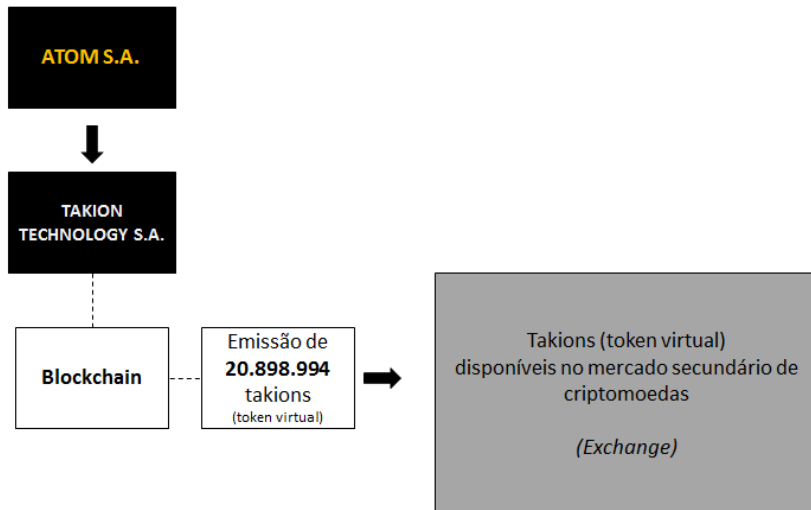 ATOM S.A.
TAKION
TECHNOLOGY S.A.
Blockchain
Emissão de
20.898.994
takions
(token virtual)
Takions (token virtual)
disponíveis no mercado secundário de
criptomoedas
(Exchange)